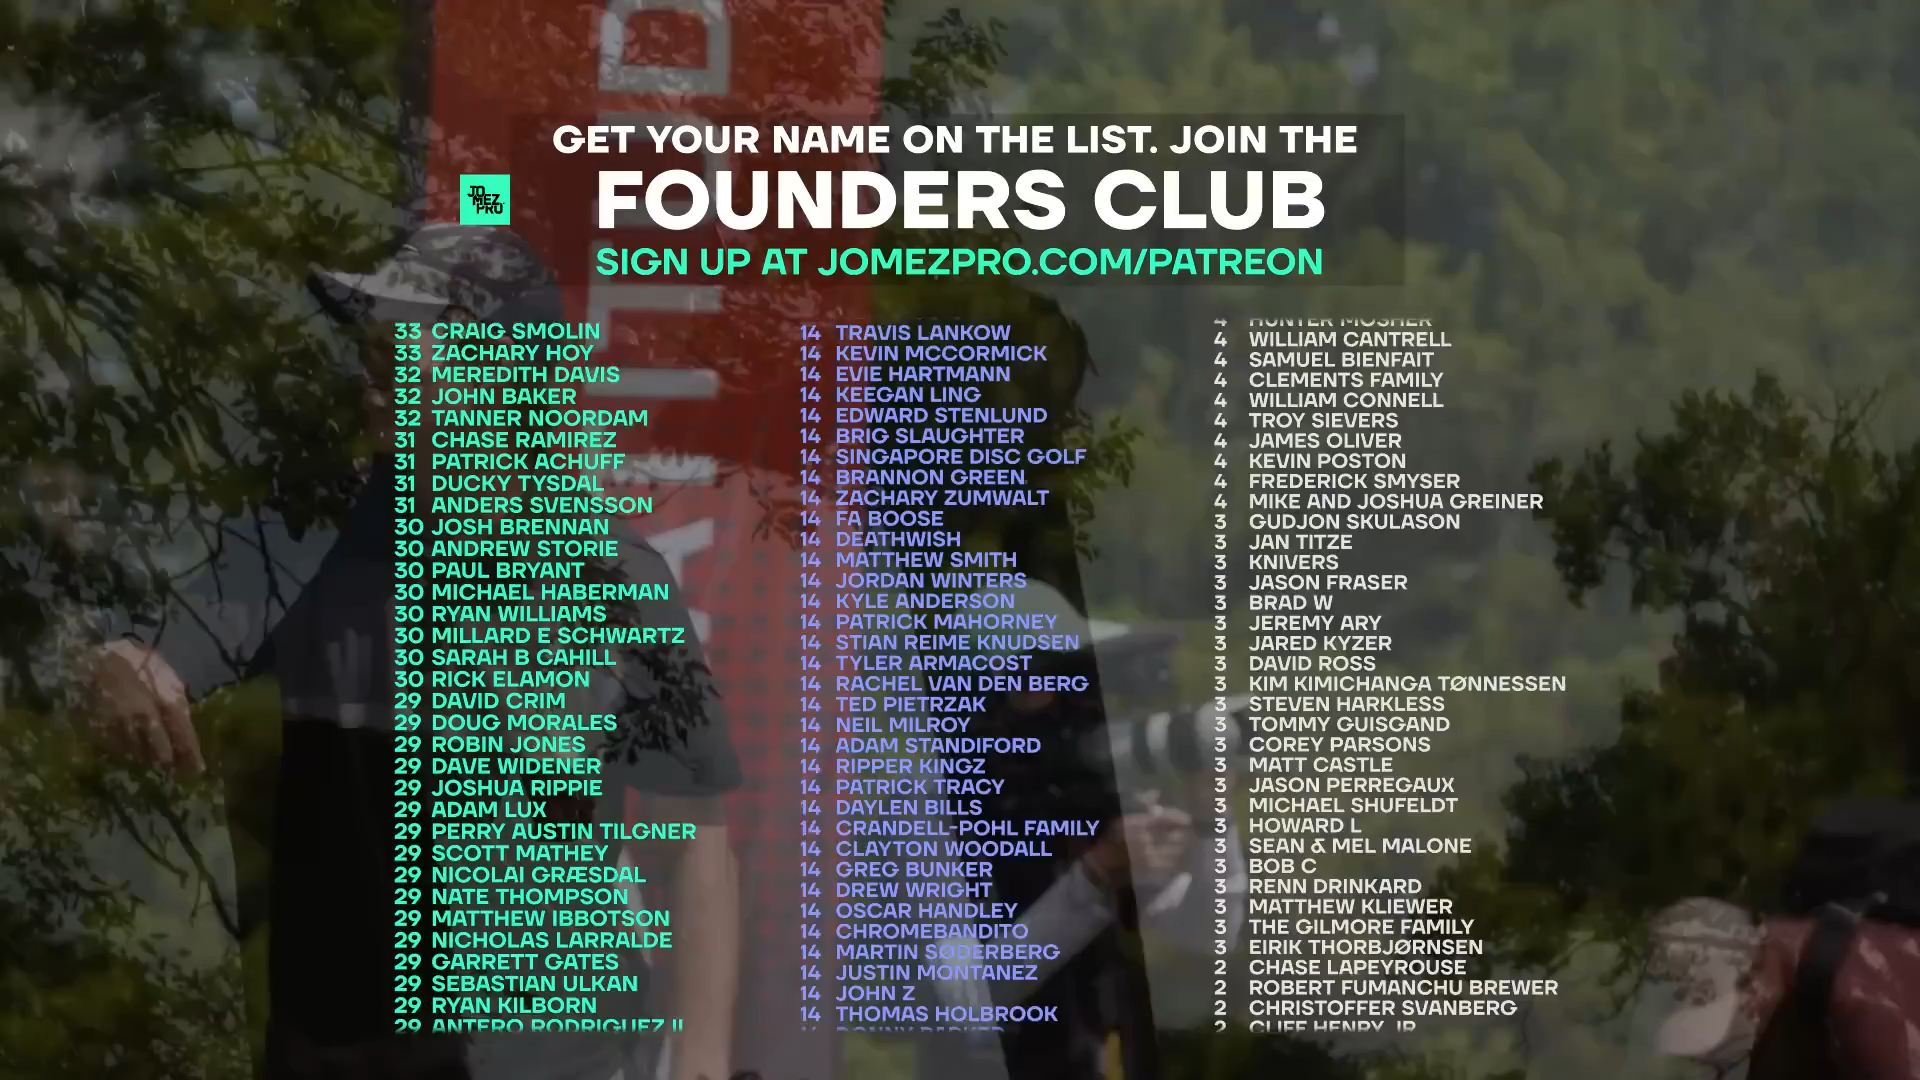 GET YOUR NAME ON THE LIST. JOIN THE
FOUNDERS CLUB
SIGN UP AT JOMEZPRO.COM/PATREON
JOMEZPRO
33 CRAIG SMOLIN
33 ZACHARY HOY
32 MEREDITH DAVIS
32 JOHN BAKER
32 TANNER NOORDAM
31 CHASE RAMIREZ
31 PATRICK ACHUFF
31 DUCKY TYSDAL
31 ANDERS SVENSSON
30 JOSH BRENNAN
30 ANDREW STORIE
30 PAUL BRYANT
30 MICHAEL HABERMAN
30 RYAN WILLIAMS
30 MILLARD E SCHWARTZ
30 SARAH B CAHILL
30 RICK ELAMON
29 DAVID CRIM
29 DOUG MORALES
29 ROBIN JONES
29 DAVE WIDENER
29 JOSHUA RIPPIE
29 ADAM LUX
29 PERRY AUSTIN TILGNER
29 SCOTT MATHEY
29 NICOLAI GRÆSDAL
29 NATE THOMPSON
29 MATTHEW IBBOTSON
29 NICHOLAS LARRALDE
29 GARRETT GATES
29 SEBASTIAN ULKAN
29 RYAN KILBORN
29 ANTERO RODRIGUEZ II
14 TRAVIS LANKOW
14 KEVIN MCCORMICK
14 EVIE HARTMANN
14 KEEGAN LING
14 EDWARD STENLUND
14 BRIG SLAUGHTER
14 SINGAPORE DISC GOLF
14 BRANNON GREEN
14 ZACHARY ZUMWALT
14 FA BOOSE
14 DEATHWISH
14 MATTHEW SMITH
14 JORDAN WINTERS
14 KYLE ANDERSON
14 PATRICK MAHORNEY
14 STIAN REIME KNUDSEN
14 TYLER ARMACOST
14 RACHEL VAN DEN BERG
14 TED PIETRZAK
14 NEIL MILROY
14 ADAM STANDIFORD
14 RIPPER KINGZ
14 PATRICK TRACY
14 DAYLEN BILLS
14 CRANDELL-POHL FAMILY
14 CLAYTON WOODALL
14 GREG BUNKER
14 DREW WRIGHT
14 OSCAR HANDLEY
14 CHROMEBANDITO
14 MARTIN SØDERBERG
14 JUSTIN MONTANEZ
14 JOHN Z
14 THOMAS HOLBROOK
4 HUNTER MOSHER
4 WILLIAM CANTRELL
4 SAMUEL BIENFAIT
4 CLEMENTS FAMILY
4 WILLIAM CONNELL
4 TROY SIEVERS
4 JAMES OLIVER
4 KEVIN POSTON
4 FREDERICK SMYSER
4 MIKE AND JOSHUA GREINER
3 GUDJON SKULASON
3 JAN TITZE
3 KNIVERS
3 JASON FRASER
3 BRAD W
3 JEREMY ARY
3 JARED KYZER
3 DAVID ROSS
3 KIM KIMICHANGA TØNNESSEN
3 STEVEN HARKLESS
3 TOMMY GUISGAND
3 COREY PARSONS
3 MATT CASTLE
3 JASON PERREGAUX
3 MICHAEL SHUFELDT
3 HOWARD L
3 SEAN & MEL MALONE
3 BOB C
3 RENN DRINKARD
3 MATTHEW KLIEWER
3 THE GILMORE FAMILY
3 EIRIK THORBJØRNSEN
2 CHASE LAPEYROUSE
2 ROBERT FUMANCHU BREWER
2 CHRISTOFFER SVANBERG
2 CLIFF HENRY JR